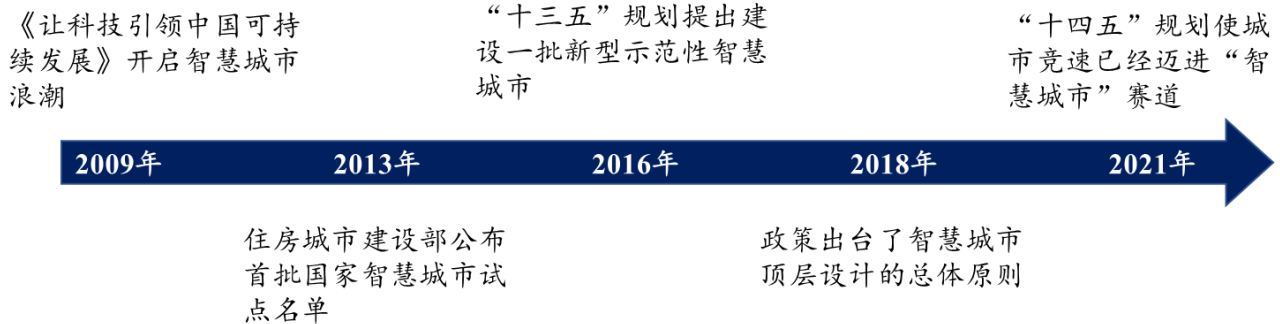 《让科技引领中国可持
续发展》开启智慧城市
浪潮
“十三五”规划提出建
设一批新型示范性智慧
城市
“十四五”规划使城
市竞速已经迈进“智
慧城市”赛道
2009年
2013年
2016年
2018年
2021年
住房城市建设部公布
首批国家智慧城市试
点名单
政策出台了智慧城市
顶层设计的总体原则